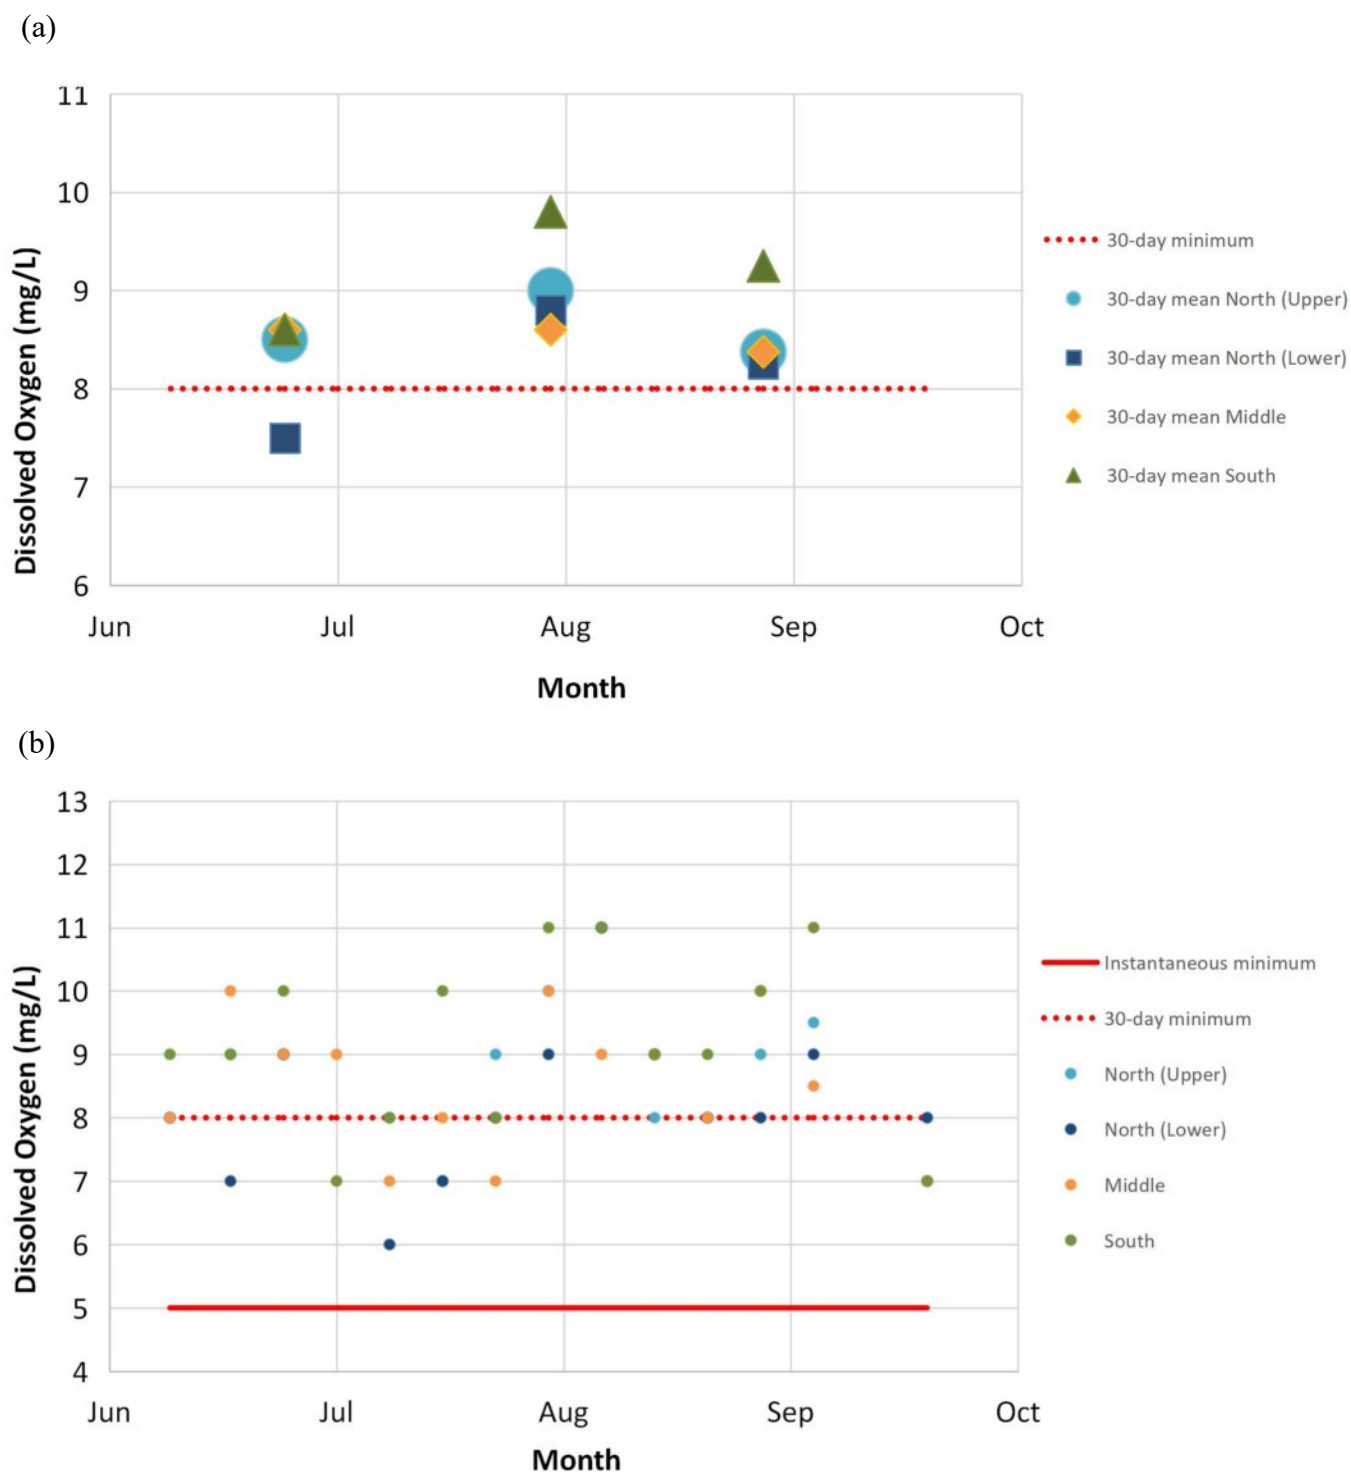 (a)
11
10
9
8
7
6
Dissolved Oxygen (mg/L)
Jun Jul Aug Sep Oct
Month
30-day minimum
30-day mean North (Upper)
30-day mean North (Lower)
30-day mean Middle
30-day mean South
(b)
13
12
11
10
9
8
7
6
5
4
Dissolved Oxygen (mg/L)
Jun Jul Aug Sep Oct
Month
Instantaneous minimum
30-day minimum
North (Upper)
North (Lower)
Middle
South